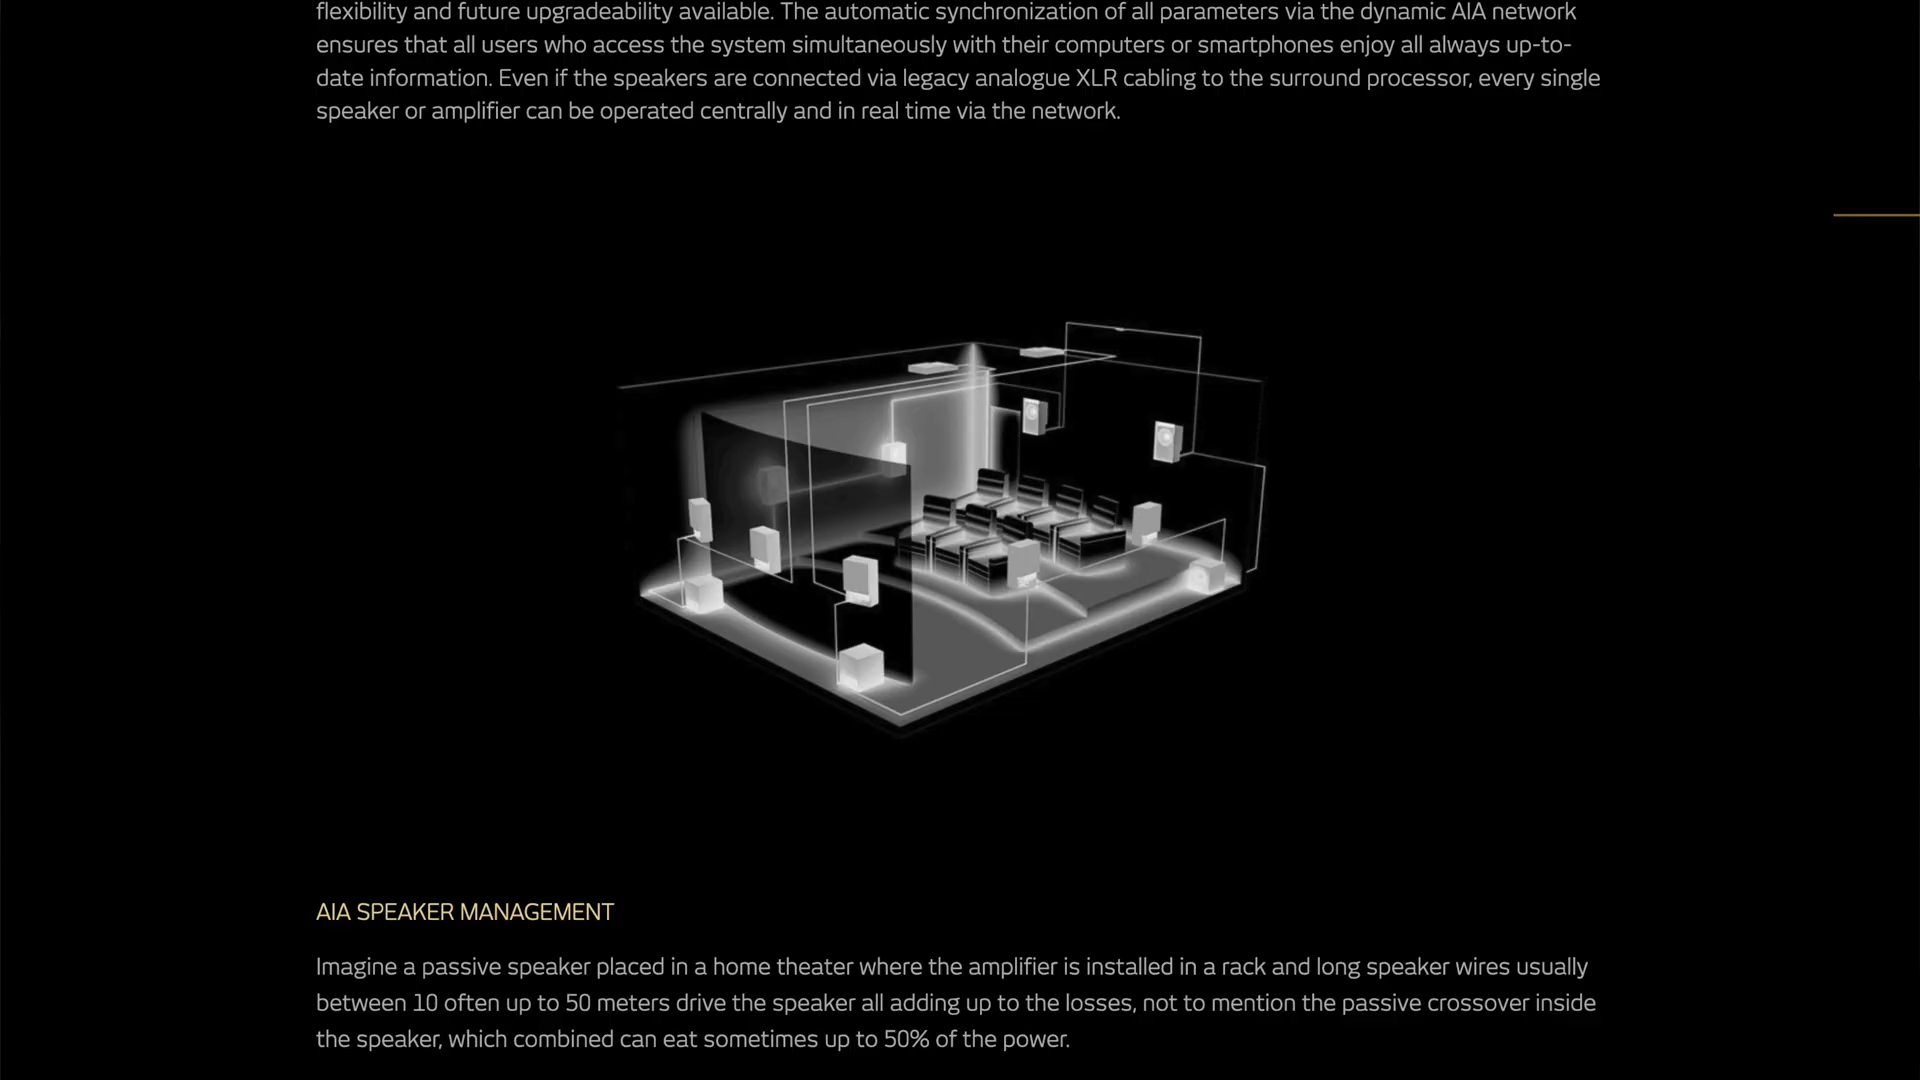 flexibility and future upgradeability available. The automatic synchronization of all parameters via the dynamic AIA network
ensures that all users who access the system simultaneously with their computers or smartphones enjoy all always up-to-
date information. Even if the speakers are connected via legacy analogue XLR cabling to the surround processor, every single
speaker or amplifier can be operated centrally and in real time via the network.
AIA SPEAKER MANAGEMENT
Imagine a passive speaker placed in a home theater where the amplifier is installed in a rack and long speaker wires usually
between 10 often up to 50 meters drive the speaker all adding up to the losses, not to mention the passive crossover inside
the speaker, which combined can eat sometimes up to 50% of the power.